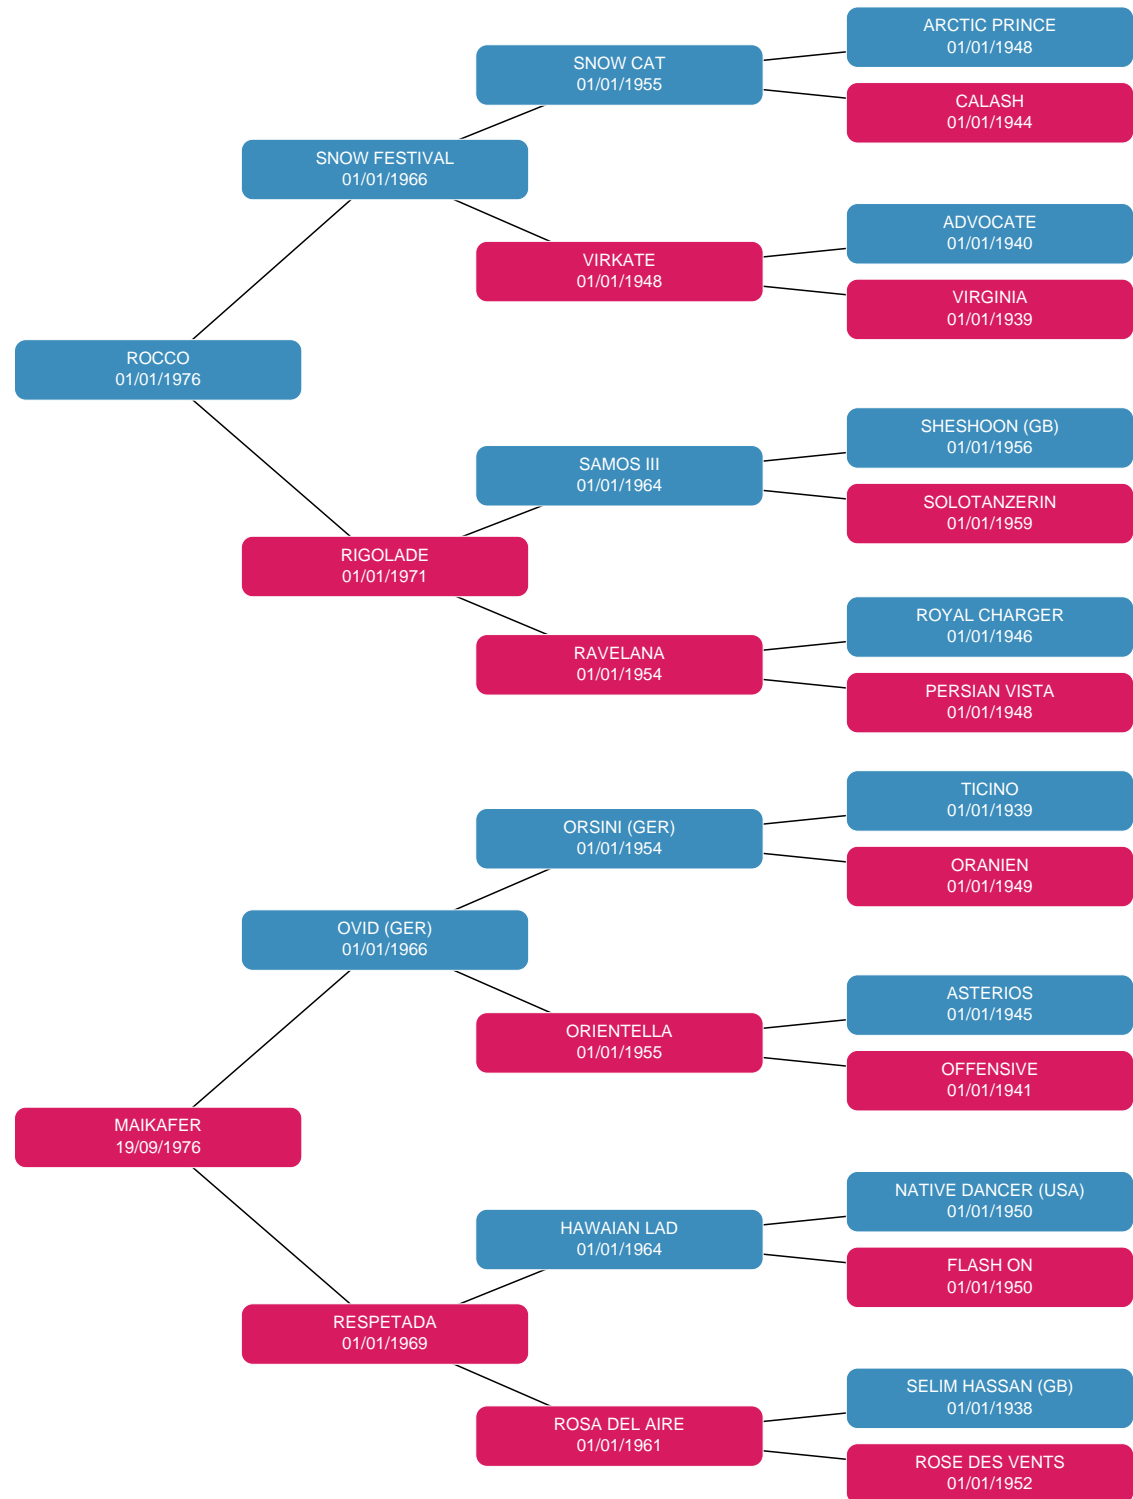 ARCTIC PRINCE
01/01/1948
SNOW CAT
01/01/1955
CALASH
01/01/1944
SNOW FESTIVAL
01/01/1966
ADVOCATE
01/01/1940
VIRKATE
01/01/1948
VIRGINIA
01/01/1939
ROCCO
01/01/1976
SHESHOON (GB)
01/01/1956
SAMOS III
01/01/1964
SOLOTANZERIN
01/01/1959
RIGOLADE
01/01/1971
ROYAL CHARGER
01/01/1946
RAVELANA
01/01/1954
PERSIAN VISTA
01/01/1948
TICINO
01/01/1939
ORSINI (GER)
01/01/1954
ORANIEN
01/01/1949
OVID (GER)
01/01/1966
ASTERIOS
01/01/1945
ORIENTELLA
01/01/1955
OFFENSIVE
01/01/1941
MAIKAFER
19/09/1976
NATIVE DANCER (USA)
01/01/1950
HAWAIAN LAD
01/01/1964
FLASH ON
01/01/1950
RESPETADA
01/01/1969
SELIM HASSAN (GB)
01/01/1938
ROSA DEL AIRE
01/01/1961
ROSE DES VENTS
01/01/1952